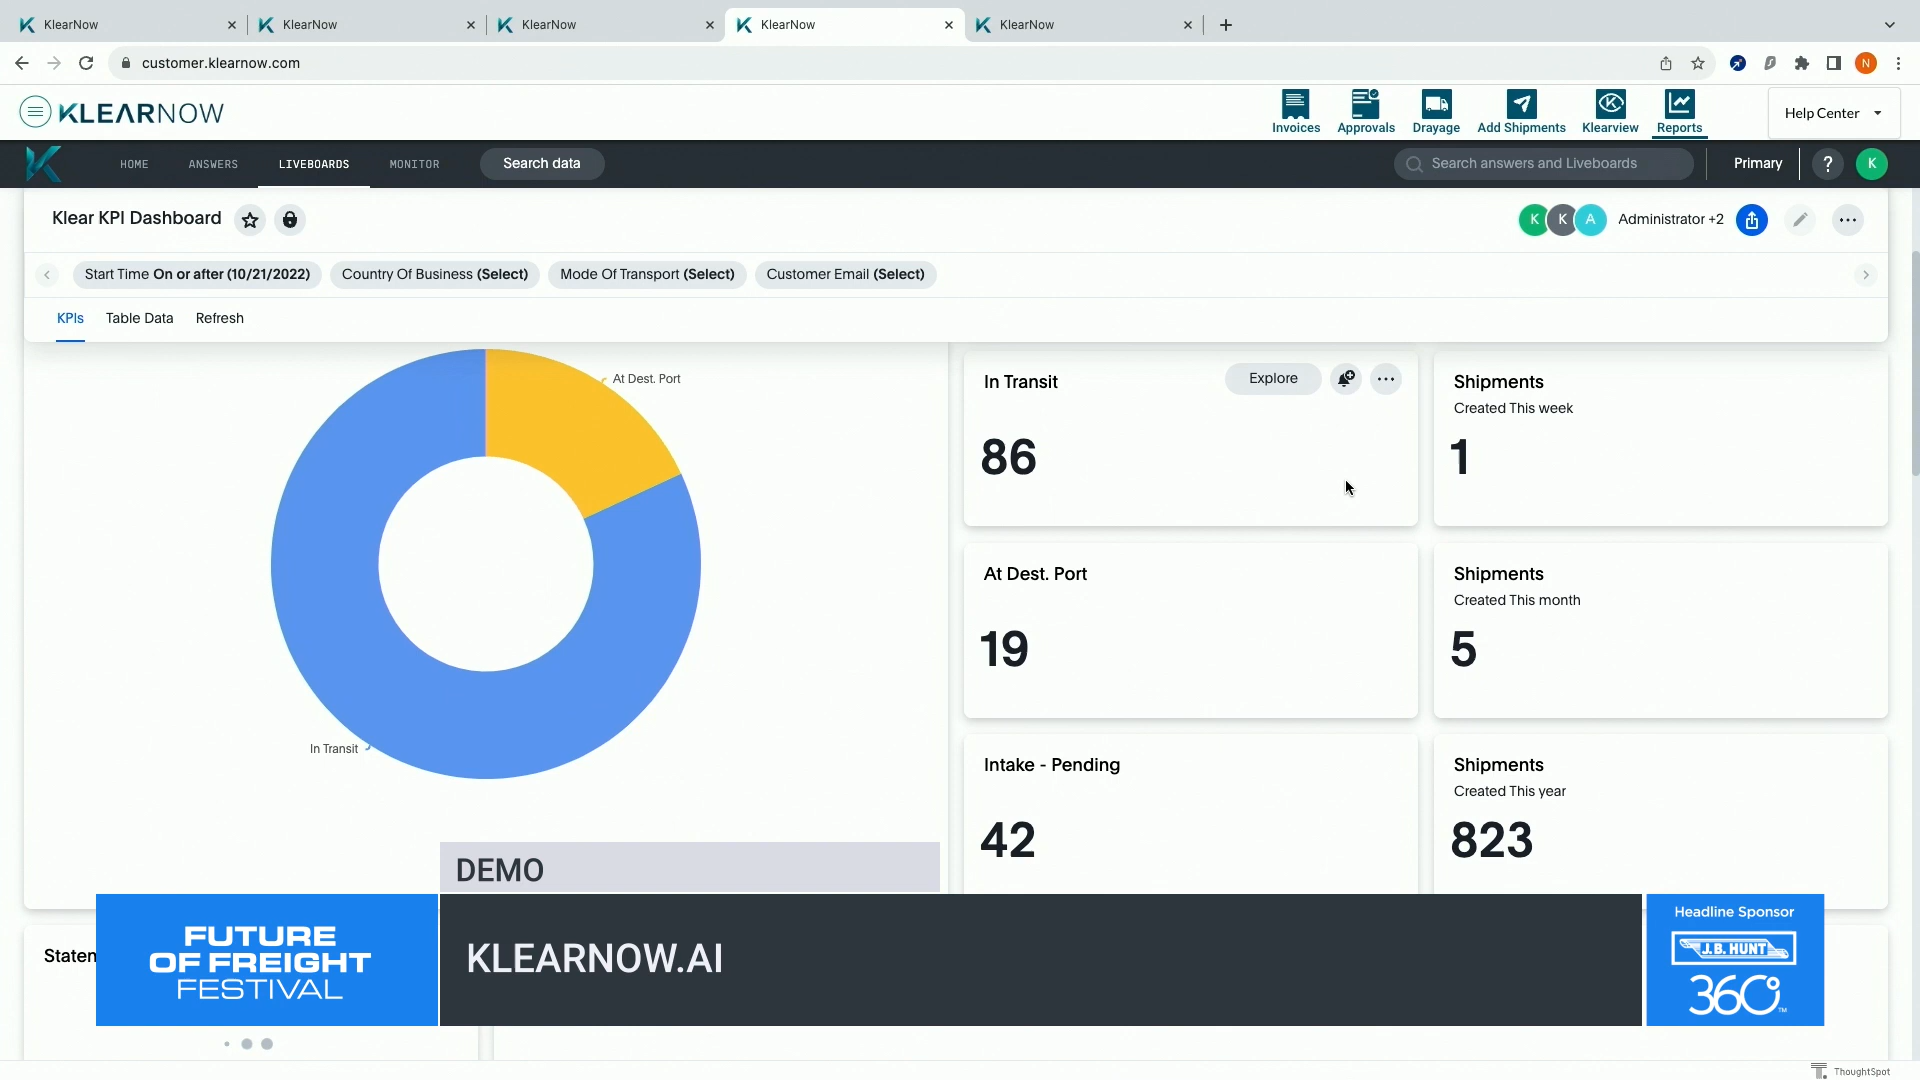 KlearNow
KlearNow
KlearNow
KlearNow
KlearNow
customer.klearnow.com
N
KLEARNOW
Invoices
Approvals
Drayage
Add Shipments
Klearview
Reports
Help Center
HOME
ANSWERS
LIVEBOARDS
MONITOR
Search data
Search answers and Liveboards
Primary
?
K
Klear KPI Dashboard
K
K
A
Administrator +2
Start Time On or after (10/21/2022)
Country Of Business (Select)
Mode Of Transport (Select)
Customer Email (Select)
KPIs
Table Data
Refresh
At Dest. Port
In Transit
In Transit
Explore
86
Shipments
Created This week
1
At Dest. Port
19
Shipments
Created This month
5
Intake - Pending
42
Shipments
Created This year
823
DEMO
Staten
FUTURE
OF FREIGHT
FESTIVAL
KLEARNOW.AI
Headline Sponsor
J.B. HUNT
360°™
ThoughtSpot